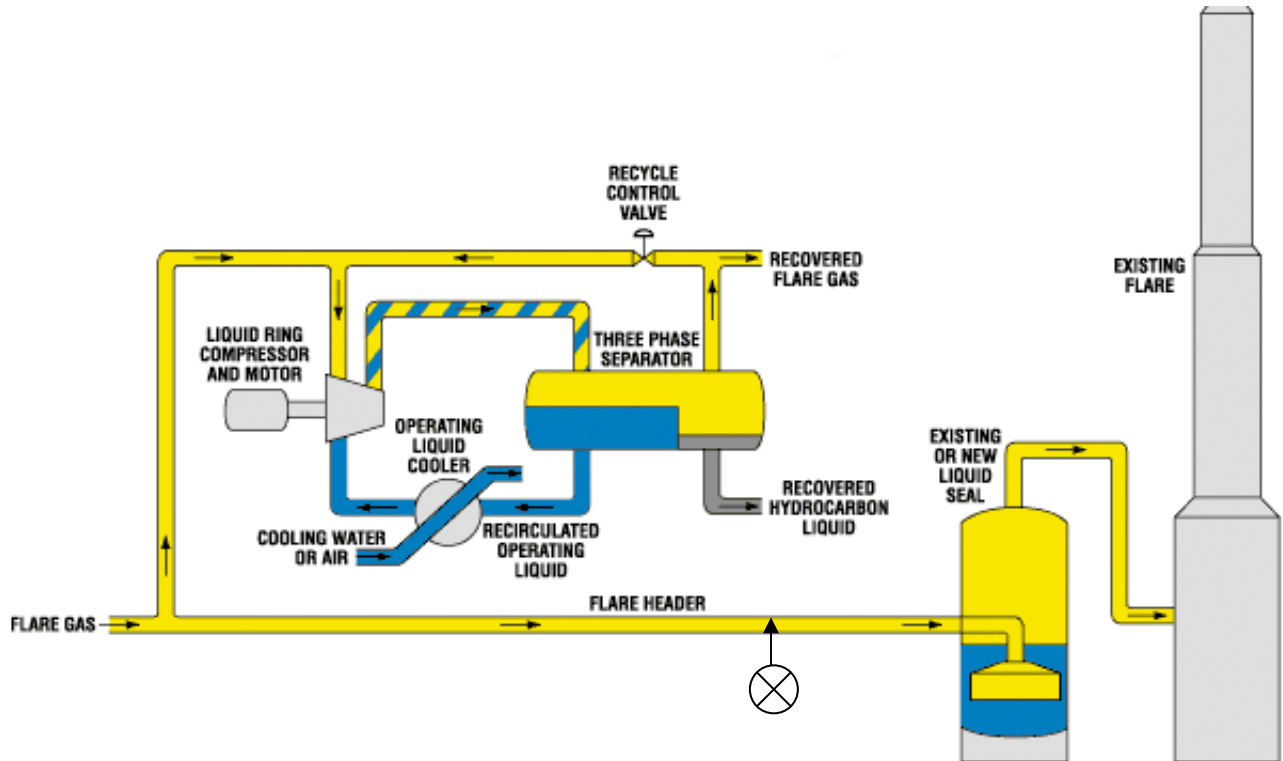 RECYCLE
CONTROL
VALVE
RECOVERED
FLARE GAS
EXISTING
FLARE
LIQUID RING
COMPRESSOR
AND MOTOR
THREE PHASE
SEPARATOR
OPERATING
LIQUID
COOLER
EXISTING
OR NEW
LIQUID
SEAL
RECOVERED
HYDROCARBON
LIQUID
COOLING WATER
OR AIR
RECIRCULATED
OPERATING
LIQUID
FLARE HEADER
FLARE GAS